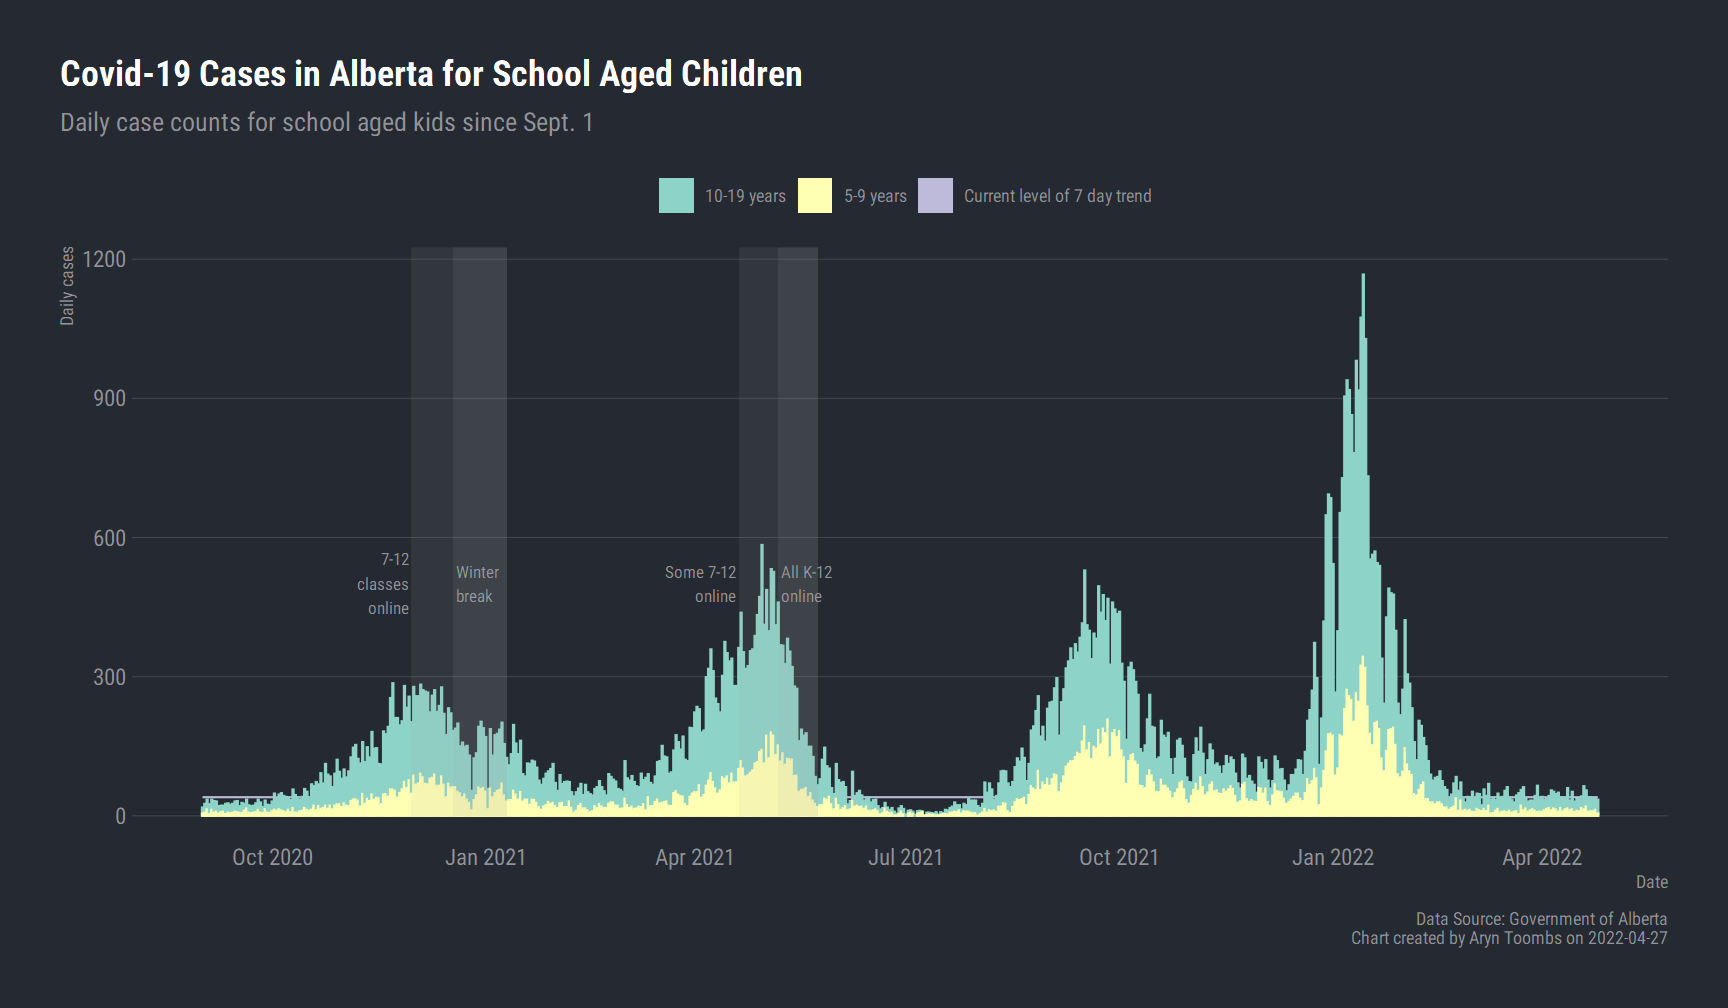 Covid-19 Cases in Alberta for School Aged Children
Daily case counts for school aged kids since Sept. 1
10-19 years
5-9 years
Current level of 7 day trend
Daily cases
1200
900
600
300
0
7-12
classes
online
Winter
break
Some 7-12
online
All K-12
online
Oct 2020
Jan 2021
Apr 2021
Jul 2021
Oct 2021
Jan 2022
Apr 2022
Date
Data Source: Government of Alberta
Chart created by Aryn Toombs on 2022-04-27